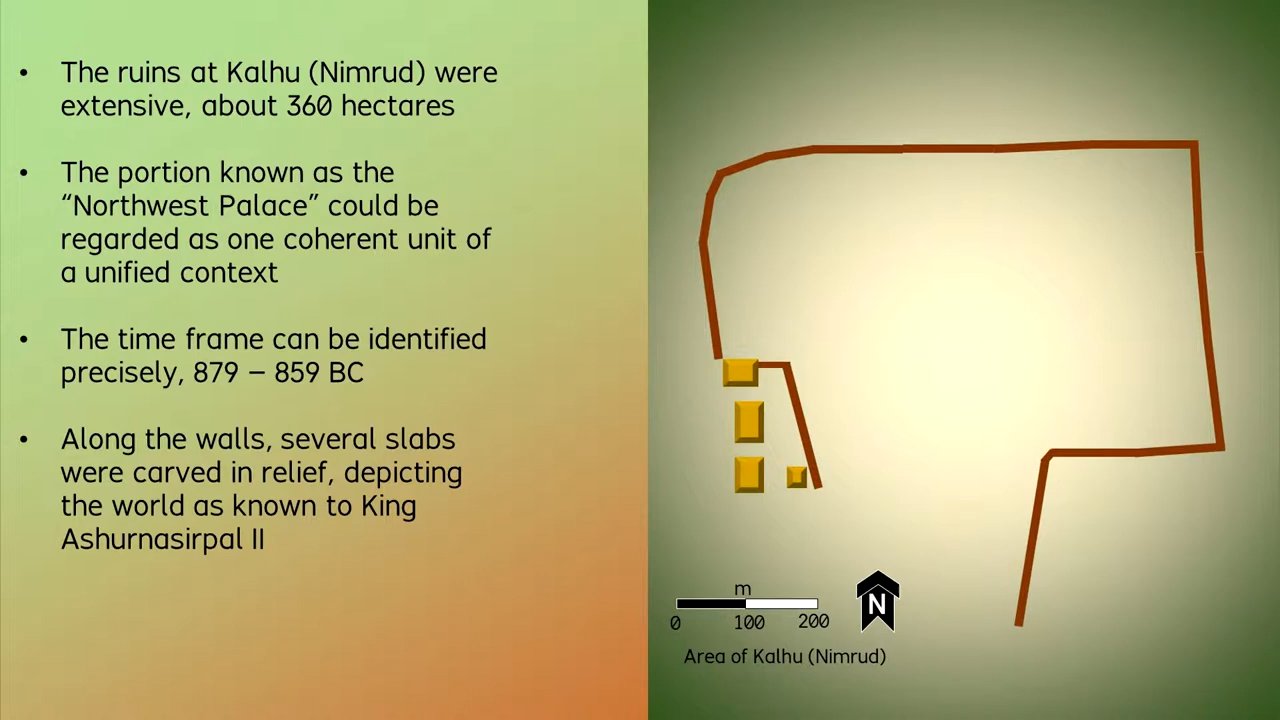 • The ruins at Kalhu (Nimrud) were
extensive, about 360 hectares
• The portion known as the
“Northwest Palace” could be
regarded as one coherent unit of
a unified context
• The time frame can be identified
precisely, 879 – 859 BC
• Along the walls, several slabs
were carved in relief, depicting
the world as known to King
Ashurnasirpal II
m
0 100 200
N
Area of Kalhu (Nimrud)